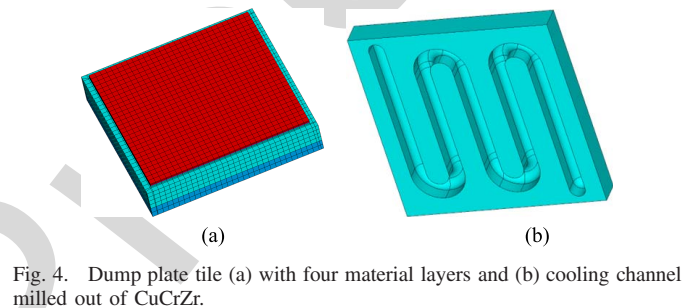 (a)
(b)
Fig. 4. Dump plate tile (a) with four material layers and (b) cooling channel
milled out of CuCrZr.